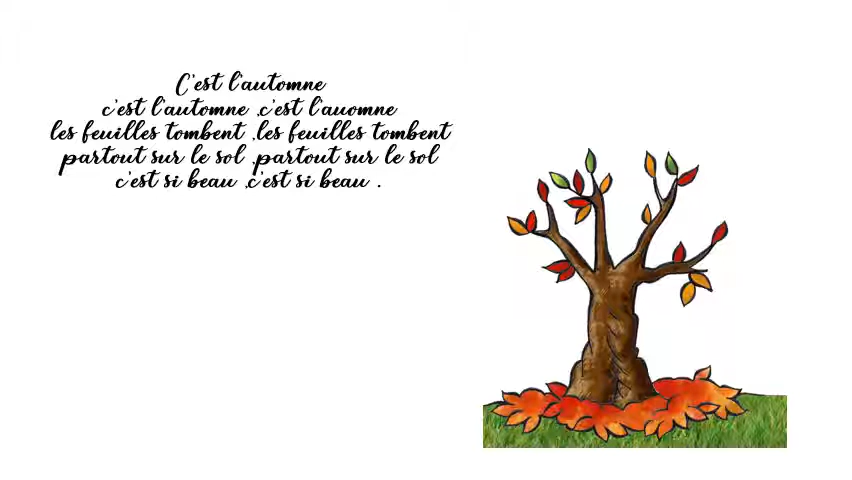 C'est l'automne
c'est l'automne ,c'est l'auomne
les feuilles tombent ,les feuilles tombent
partout sur le sol ,partout sur le sol
c'est si beau ,c'est si beau .